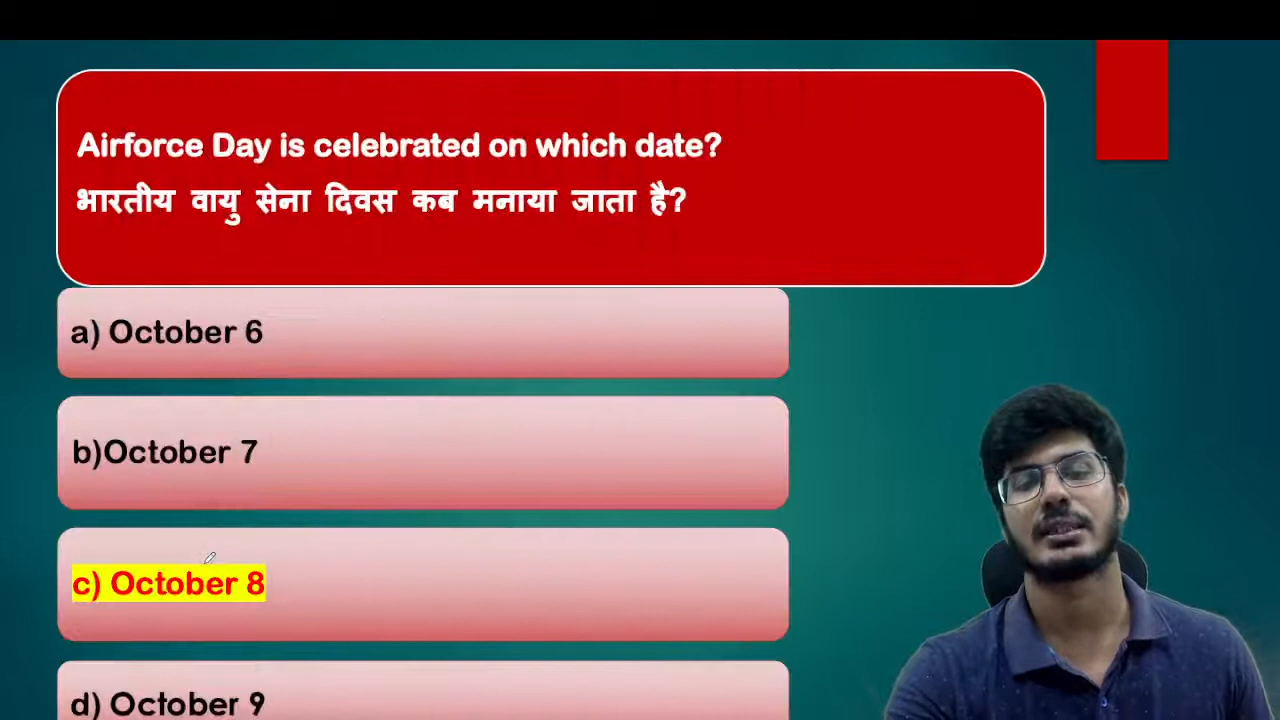 Airforce Day is celebrated on which date?
भारतीय वायु सेना दिवस कब मनाया जाता है?
a) October 6
b)October 7
c) October 8
d) October 9